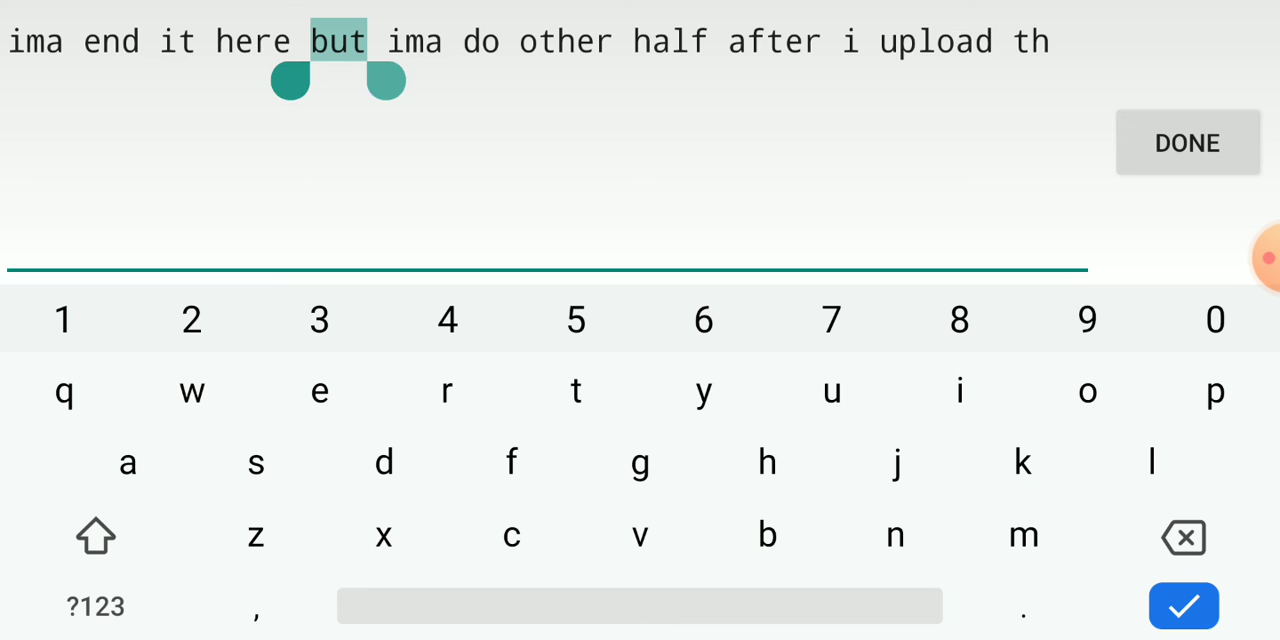 ima end it here but ima do other half after i upload th
DONE
1 2 3 4 5 6 7 8 9 0
q w e r t y u i o p
a s d f g h j k l
z x c v b n m
?123 , .